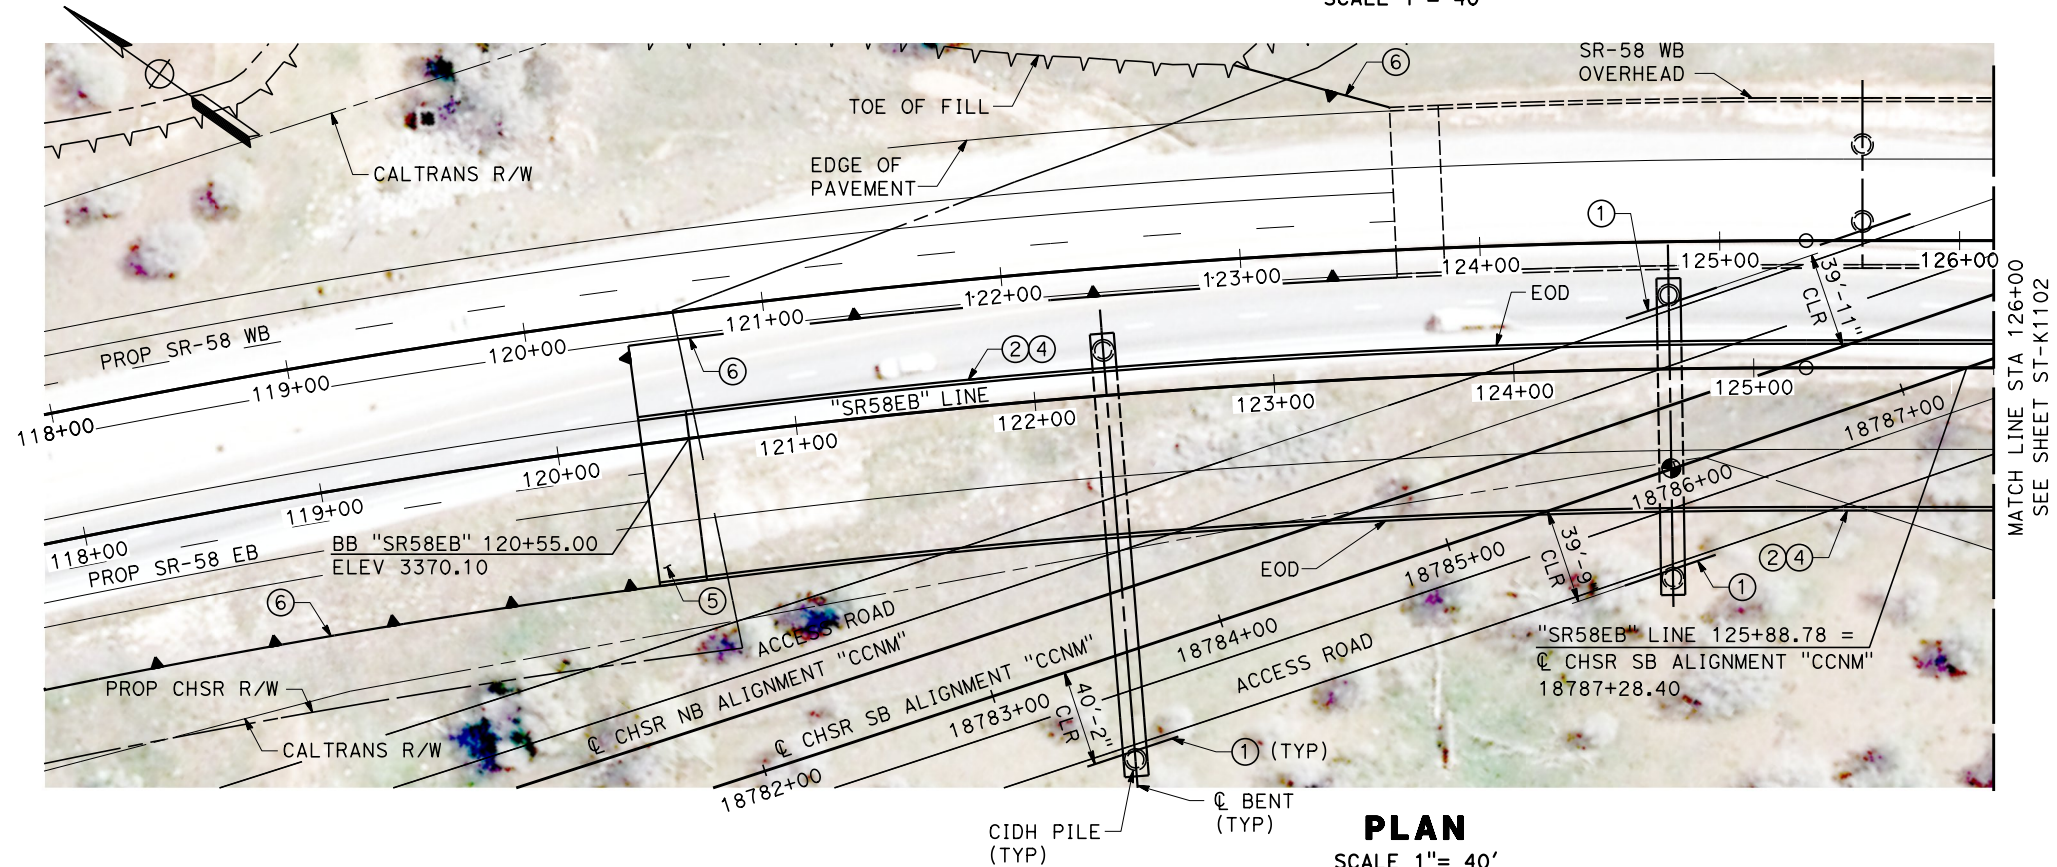 SCALE 1"= 40'
SR-58 WB
OVERHEAD
6
TOE OF FILL
EDGE OF
PAVEMENT
CALTRANS R/W
1
PROP SR-58 WB
118+00
119+00
120+00
121+00
122+00
123+00
124+00
125+00
126+00
39'-11"
CLR
EOD
2 4
6
"SR58EB" LINE
118+00
119+00
120+00
121+00
122+00
123+00
124+00
125+00
PROP SR-58 EB
BB "SR58EB" 120+55.00
ELEV 3370.10
6
5
MATCH LINE STA 126+00
SEE SHEET ST-K1102
18787+00
18786+00
18785+00
18784+00
18783+00
18782+00
EOD
39'-9"
CLR
2 4
1
ACCESS ROAD
℄ CHSR NB ALIGNMENT "CCNM"
℄ CHSR SB ALIGNMENT "CCNM"
ACCESS ROAD
40'-2"
CLR
"SR58EB" LINE 125+88.78 =
℄ CHSR SB ALIGNMENT "CCNM"
18787+28.40
PROP CHSR R/W
CALTRANS R/W
1 (TYP)
℄ BENT
(TYP)
CIDH PILE
(TYP)
PLAN
SCALE 1"= 40'